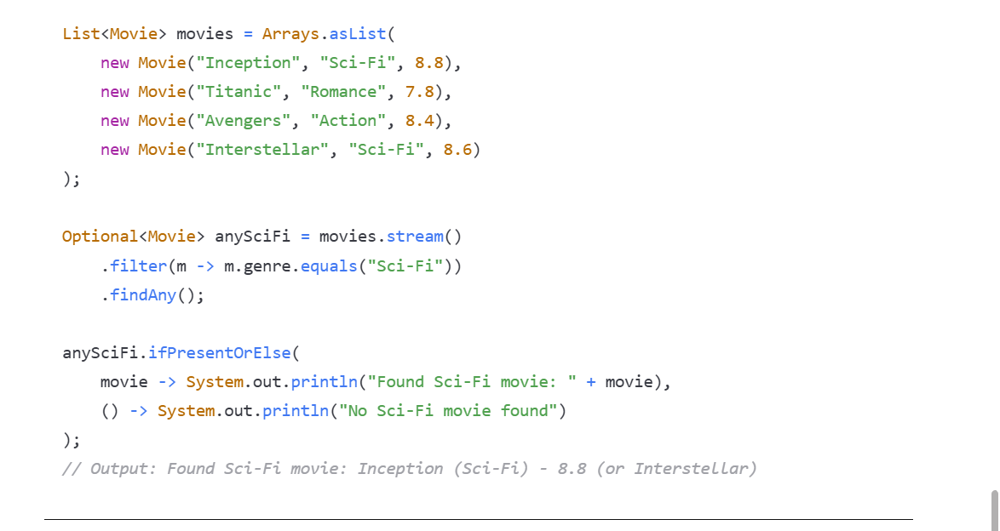 List<Movie> movies = Arrays.asList(
    new Movie("Inception", "Sci-Fi", 8.8),
    new Movie("Titanic", "Romance", 7.8),
    new Movie("Avengers", "Action", 8.4),
    new Movie("Interstellar", "Sci-Fi", 8.6)
);

Optional<Movie> anySciFi = movies.stream()
    .filter(m -> m.genre.equals("Sci-Fi"))
    .findAny();

anySciFi.ifPresentOrElse(
    movie -> System.out.println("Found Sci-Fi movie: " + movie),
    () -> System.out.println("No Sci-Fi movie found")
);
// Output: Found Sci-Fi movie: Inception (Sci-Fi) - 8.8 (or Interstellar)